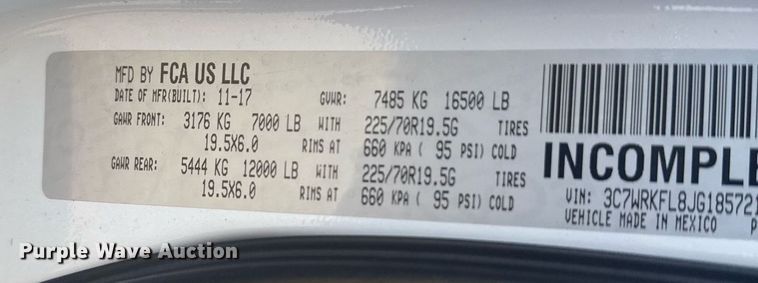 MFD BY FCA US LLC
DATE OF MFR(BUILT): 11-17 GVWR: 7485 KG 16500 LB
GAWR FRONT: 3176 KG 7000 LB WITH 225/70R19.5G TIRES
19.5X6.0 RIMS AT 660 KPA ( 95 PSI) COLD
GAWR REAR: 5444 KG 12000 LB WITH 225/70R19.5G TIRES
19.5X6.0 RIMS AT 660 KPA ( 95 PSI) COLD
INCOMPLE
VIN: 3C7WRKFL8JG185721
VEHICLE MADE IN MEXICO P
Purple Wave Auction